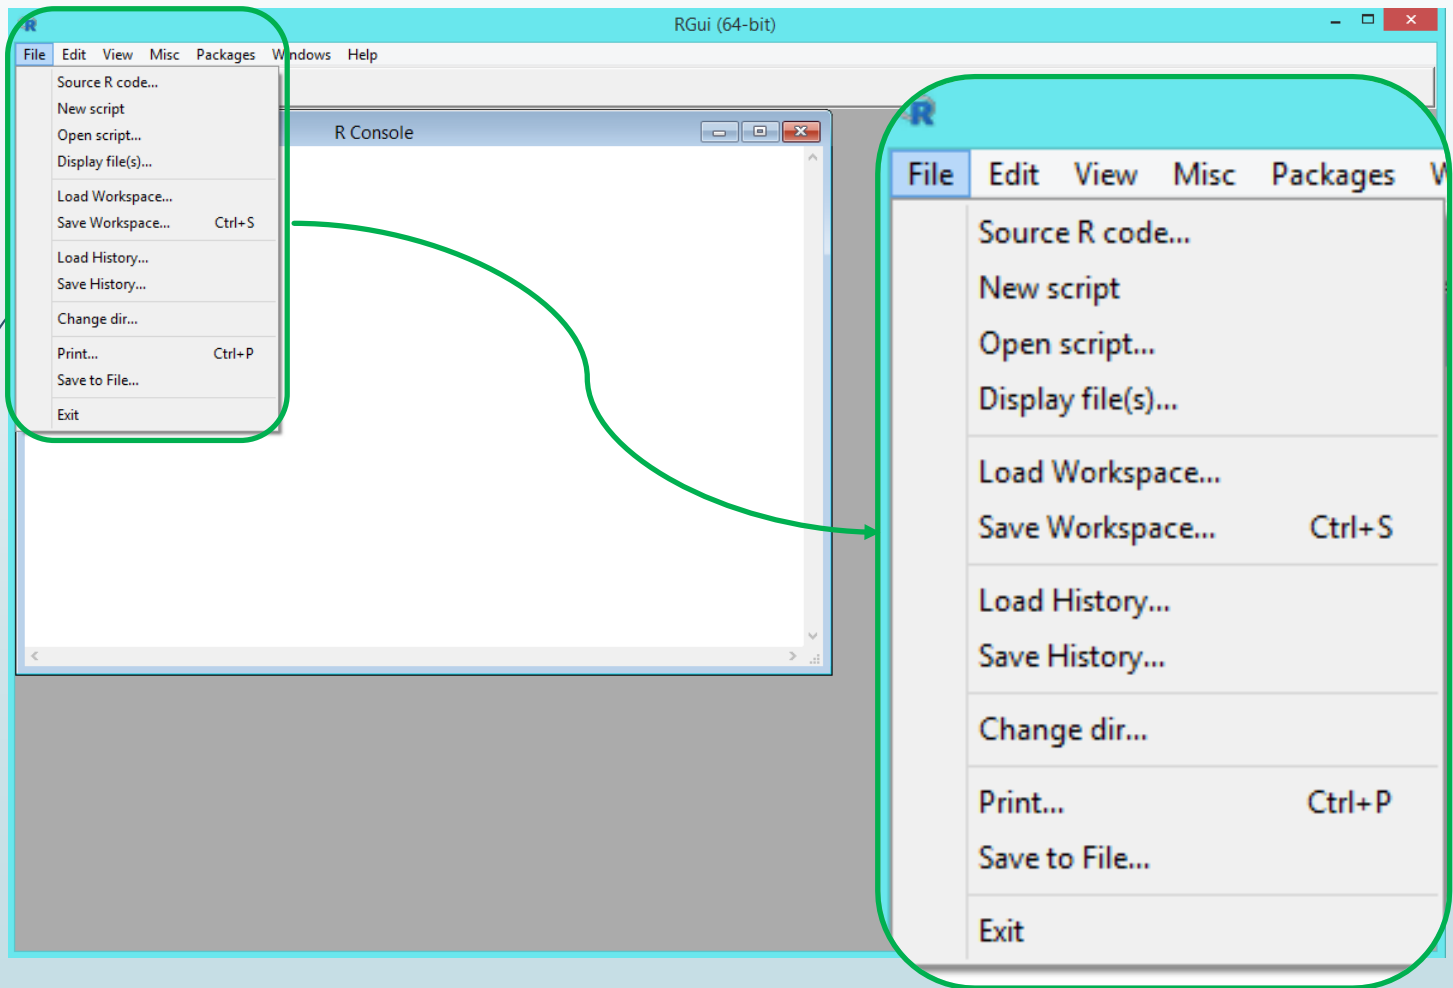 R
RGui (64-bit)
File Edit View Misc Packages Windows Help
Source R code...
New script
Open script...
Display file(s)...
Load Workspace...
Save Workspace... Ctrl+S
Load History...
Save History...
Change dir...
Print... Ctrl+P
Save to File...
Exit
R Console
R
File Edit View Misc Packages W
Source R code...
New script
Open script...
Display file(s)...
Load Workspace...
Save Workspace... Ctrl+S
Load History...
Save History...
Change dir...
Print... Ctrl+P
Save to File...
Exit